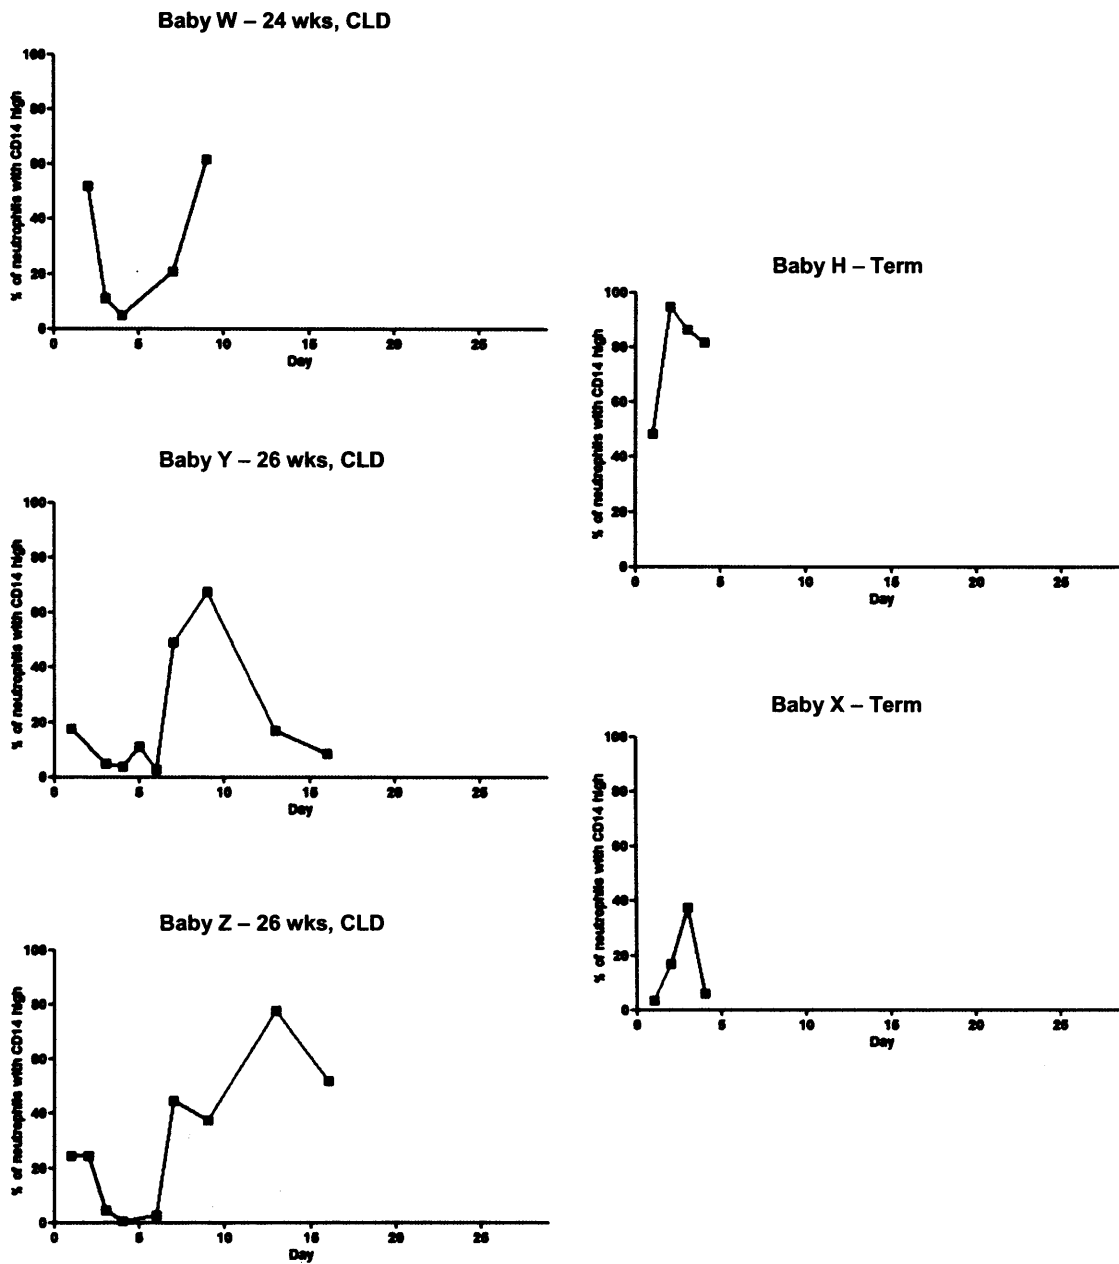 Baby W – 24 wks, CLD
% of neutrophils with CD14 high
100
80
60
40
20
0
0 5 10 15 20 25
Day
Baby Y – 26 wks, CLD
% of neutrophils with CD14 high
100
80
60
40
20
0
0 5 10 15 20 25
Day
Baby Z – 26 wks, CLD
% of neutrophils with CD14 high
100
80
60
40
20
0
0 5 10 15 20 25
Day
Baby H – Term
% of neutrophils with CD14 high
100
80
60
40
20
0
0 5 10 15 20 25
Day
Baby X – Term
% of neutrophils with CD14 high
100
80
60
40
20
0
0 5 10 15 20 25
Day